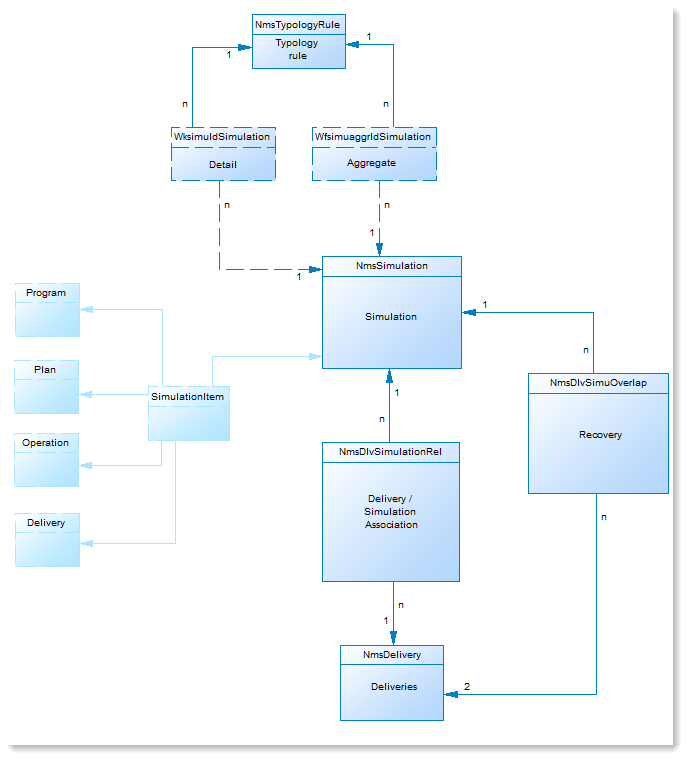 NmsTypologyRule
Typology
rule
1
1
n
n
WksimuIdSimulation
Detail
WfsimuaggrIdSimulation
Aggregate
n
n
1
1
NmsSimulation
Simulation
Program
Plan
SimulationItem
Operation
Delivery
1
n
NmsDlvSimuOverlap
Recovery
1
n
NmsDlvSimulationRel
Delivery /
Simulation
Association
n
n
1
NmsDelivery
Deliveries
2